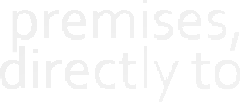 premises,
directly to